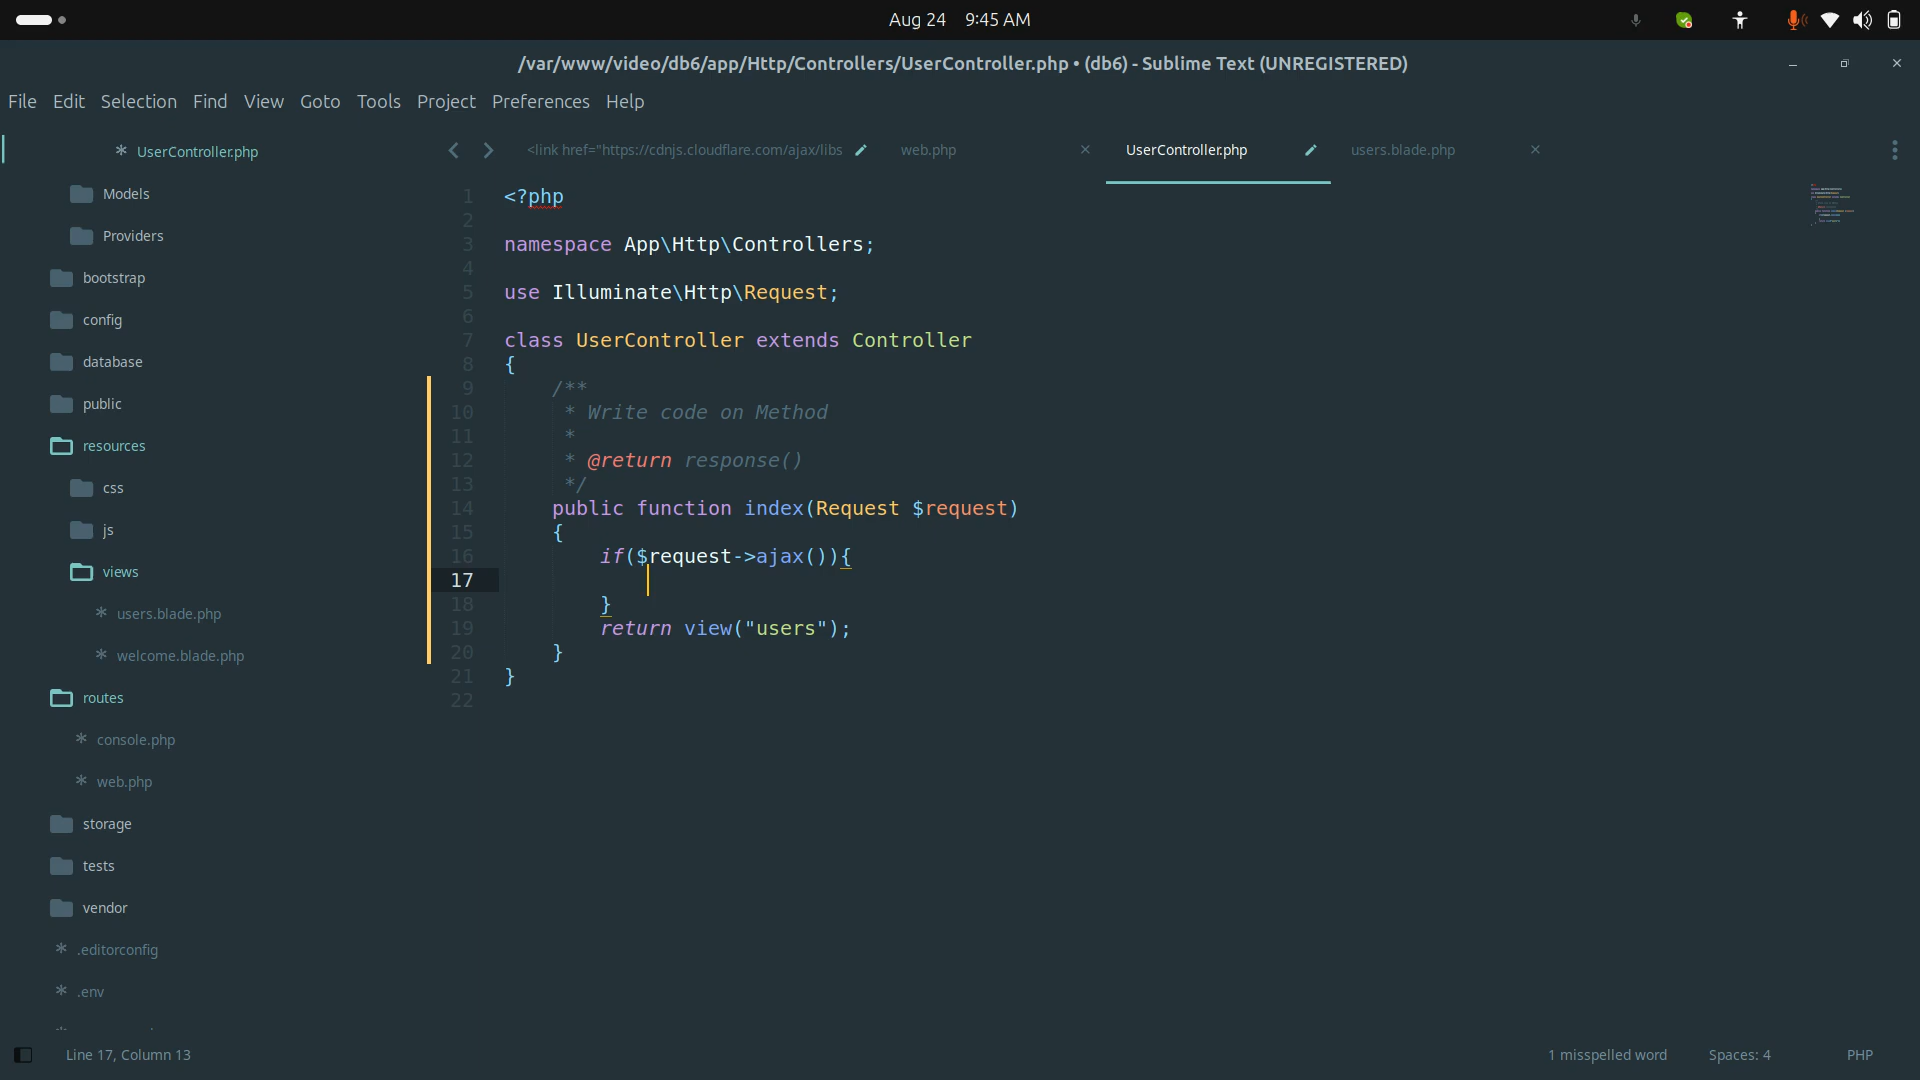 Aug 24 9:45 AM
/var/www/video/db6/app/Http/Controllers/UserController.php • (db6) - Sublime Text (UNREGISTERED)
File Edit Selection Find View Goto Tools Project Preferences Help
UserController.php
Models
Providers
bootstrap
config
database
public
resources
css
js
views
users.blade.php
welcome.blade.php
routes
console.php
web.php
storage
tests
vendor
.editorconfig
.env
<link href="https://cdnjs.cloudflare.com/ajax/libs web.php UserController.php users.blade.php
1 <?php
2
3 namespace App\Http\Controllers;
4
5 use Illuminate\Http\Request;
6
7 class UserController extends Controller
8 {
9     /**
10      * Write code on Method
11      *
12      * @return response()
13      */
14     public function index(Request $request)
15     {
16         if($request->ajax()){
17
18         }
19         return view("users");
20     }
21 }
22
Line 17, Column 13 1 misspelled word Spaces: 4 PHP